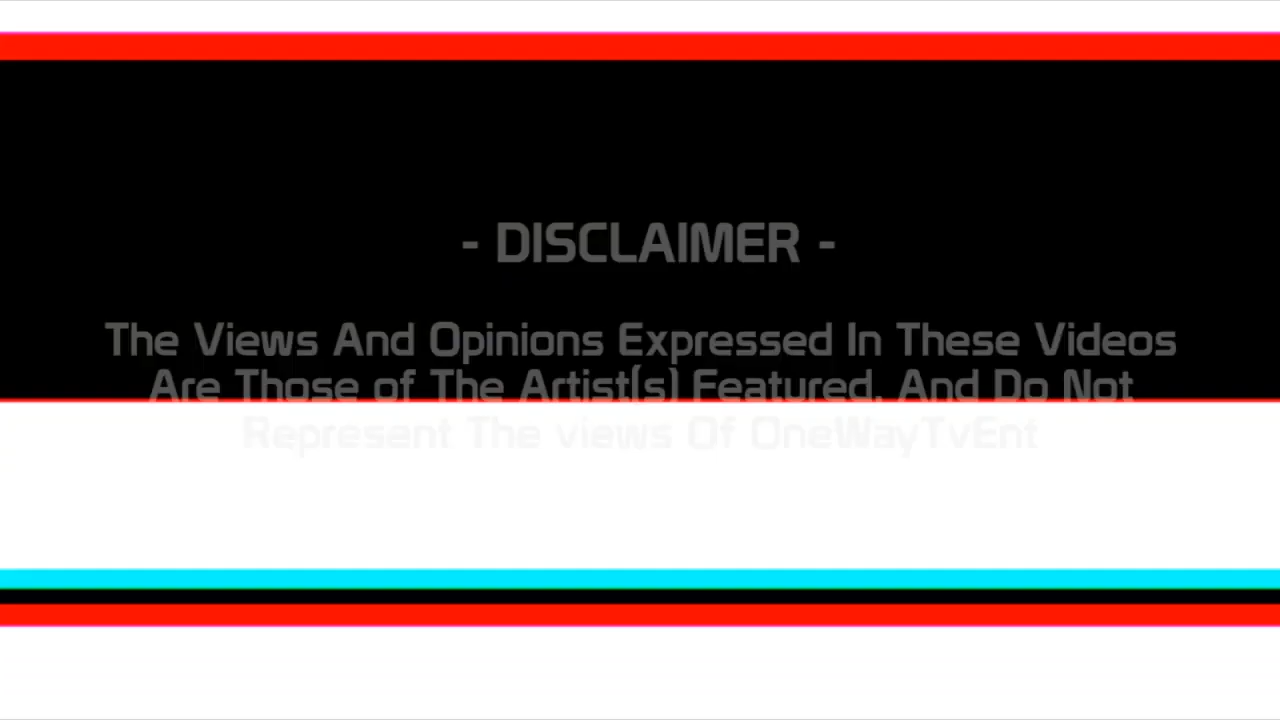 - DISCLAIMER -
The Views And Opinions Expressed In These Videos
Are Those of The Artist(s) Featured, And Do Not
Represent The views Of OneWayTvEnt